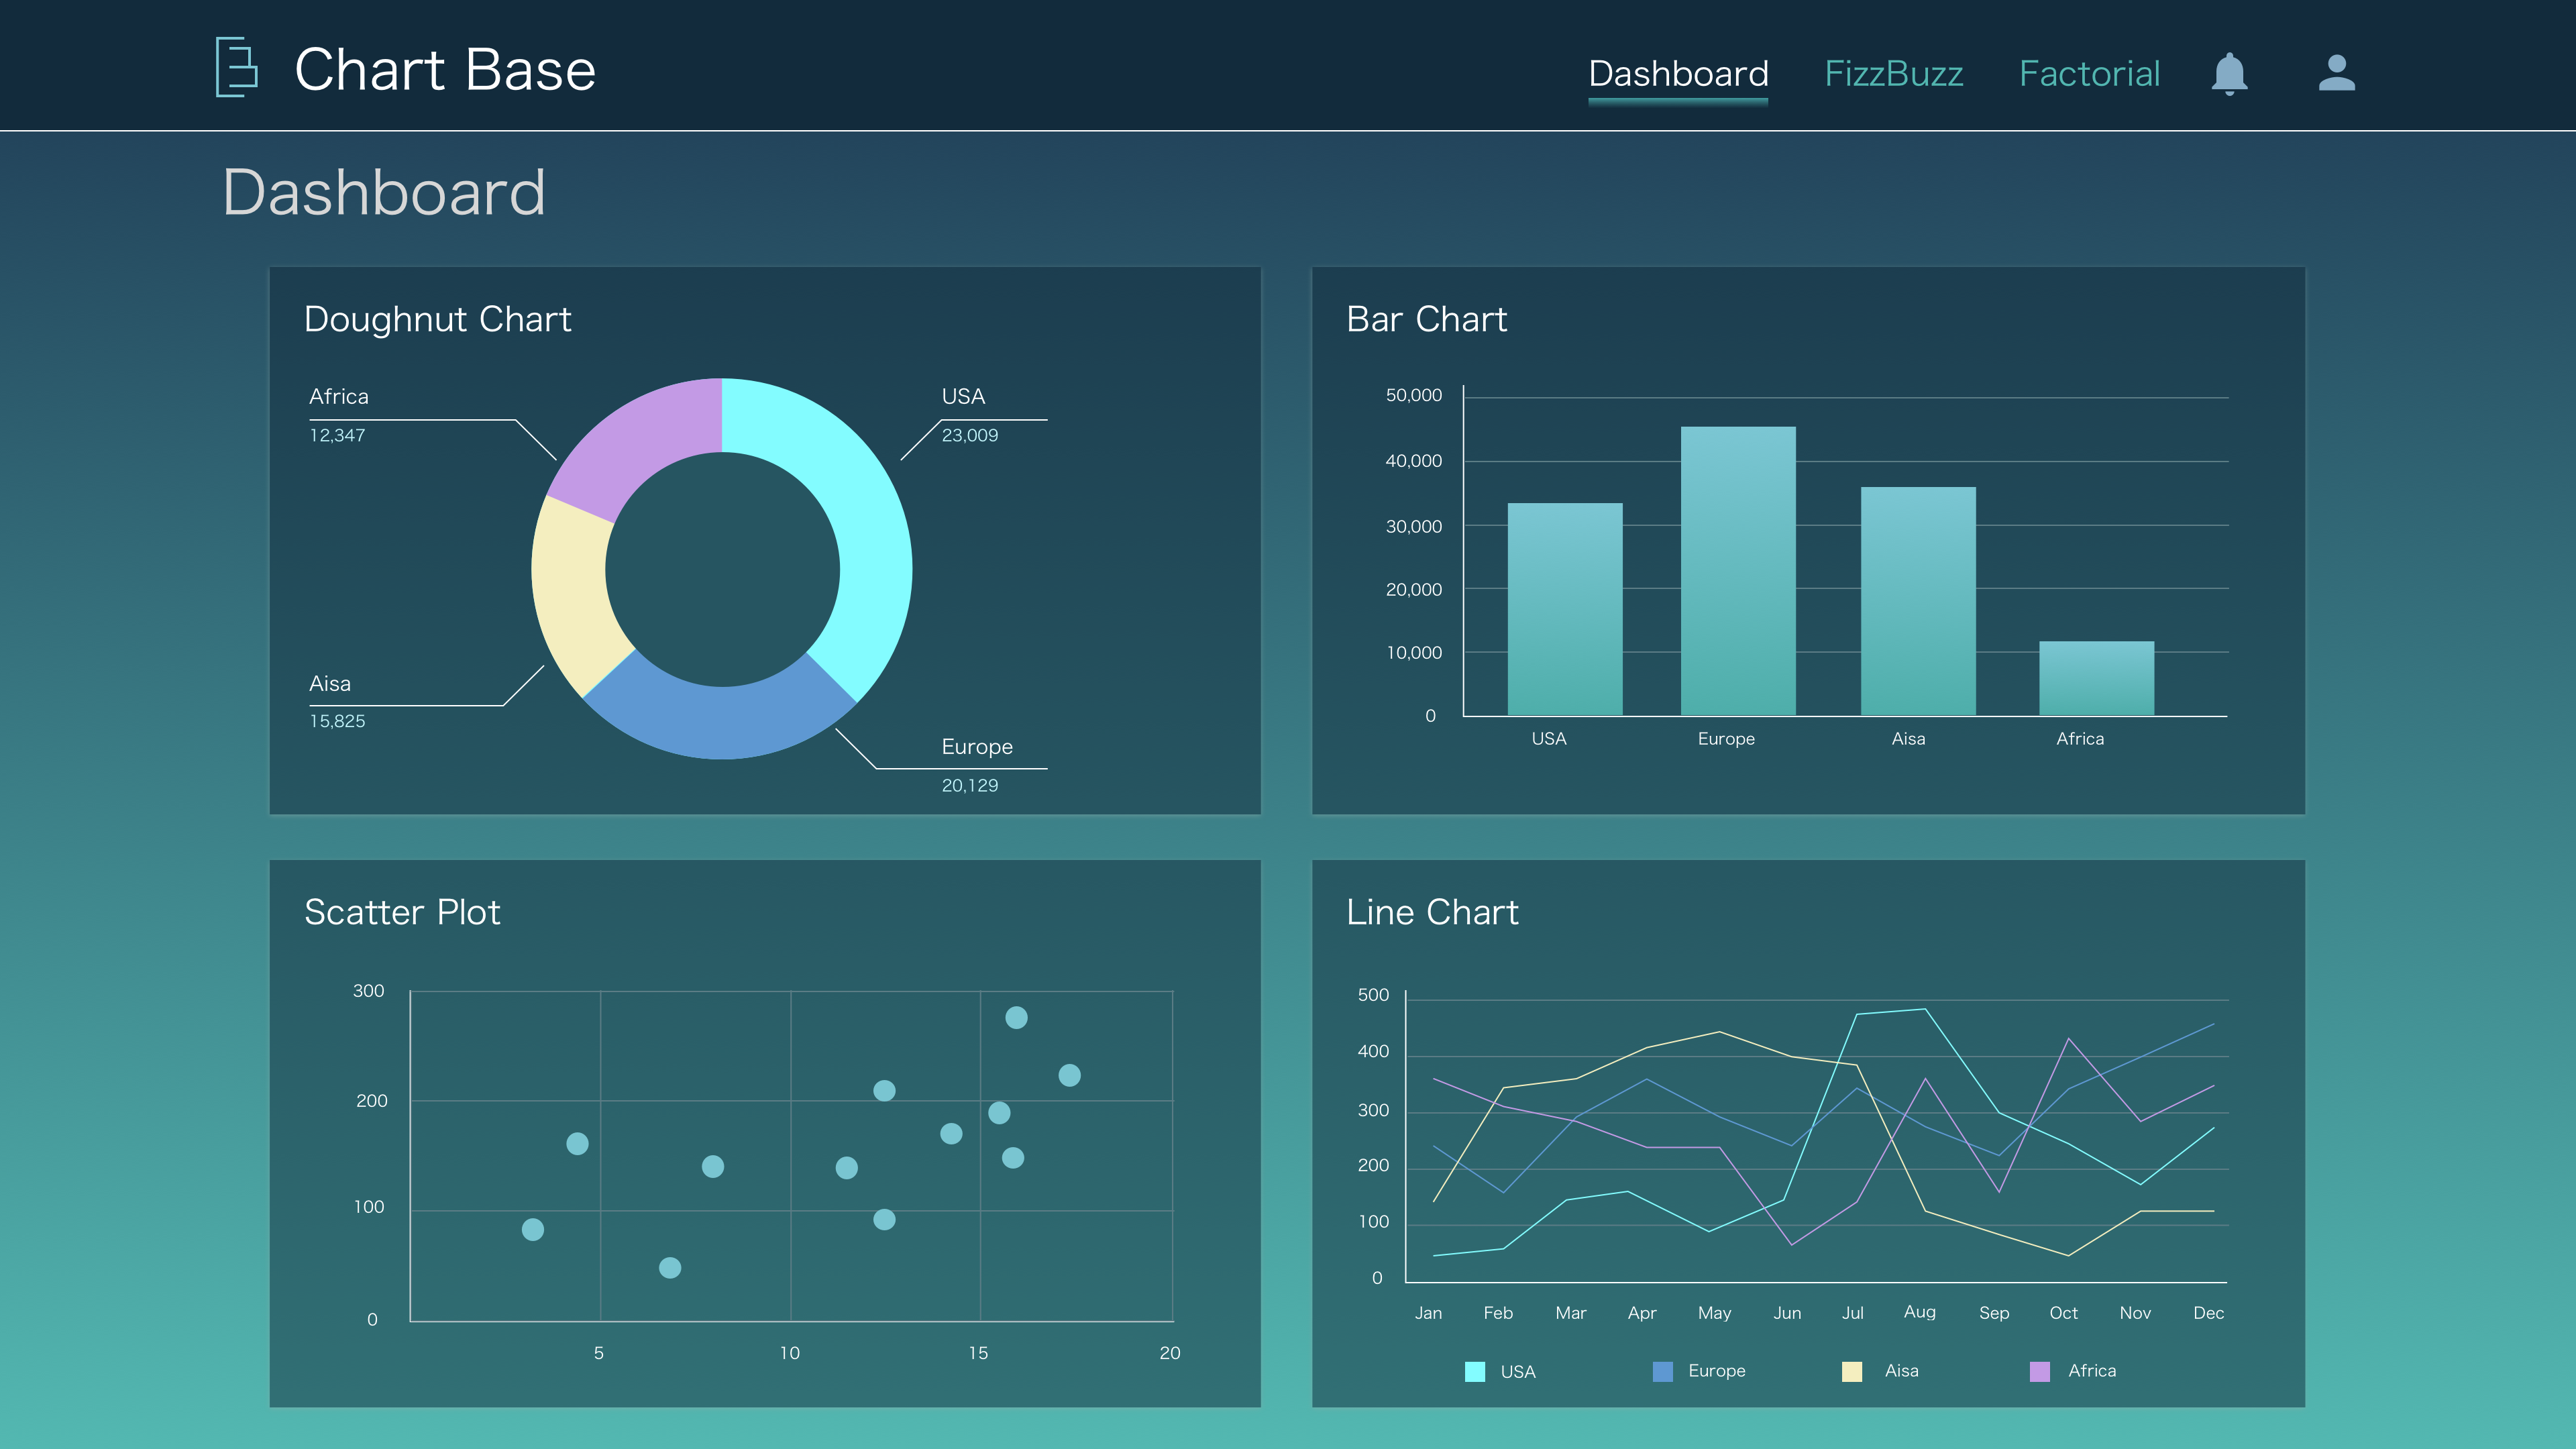 Chart Base
Dashboard FizzBuzz Factorial
Dashboard
Doughnut Chart
Africa
12,347
USA
23,009
Aisa
15,825
Europe
20,129
Bar Chart
50,000
40,000
30,000
20,000
10,000
0
USA Europe Aisa Africa
Scatter Plot
300
200
100
0
5 10 15 20
Line Chart
500
400
300
200
100
0
Jan Feb Mar Apr May Jun Jul Aug Sep Oct Nov Dec
USA Europe Aisa Africa